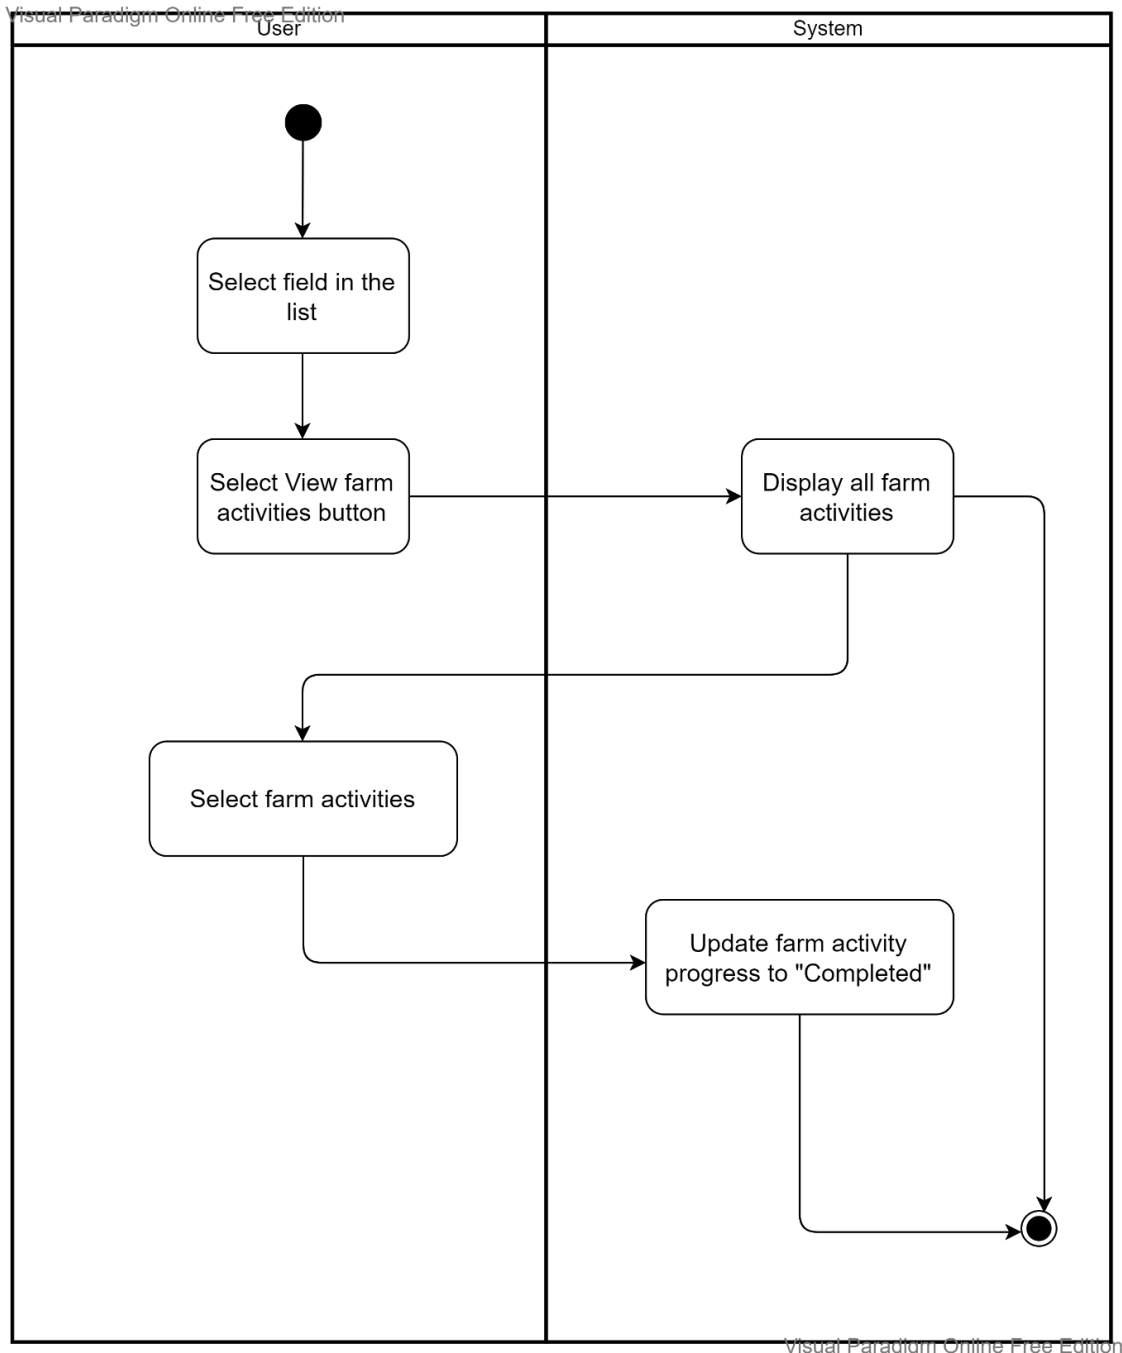 Visual Paradigm Online Free Edition
User
System
Select field in the
list
Select View farm
activities button
Display all farm
activities
Select farm activities
Update farm activity
progress to "Completed"
Visual Paradigm Online Free Edition